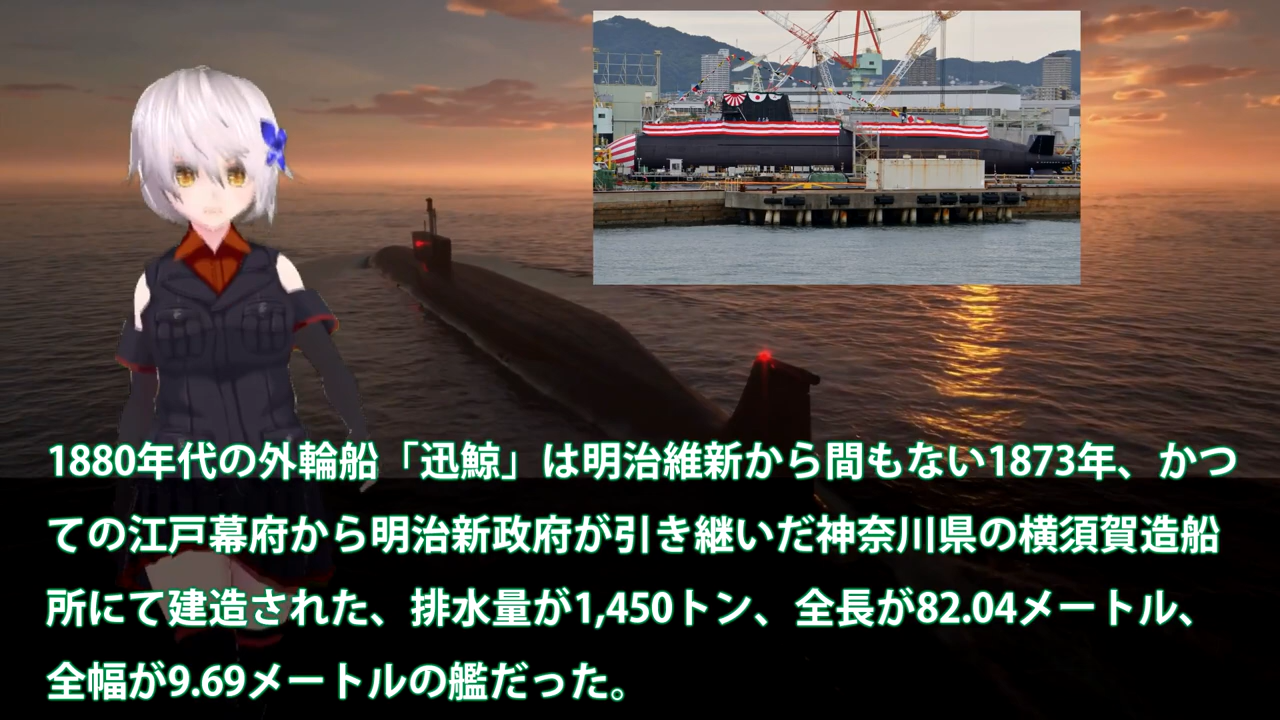 1880年代の外輪船「迅鯨」は明治維新から間もない1873年、かつ
ての江戸幕府から明治新政府が引き継いだ神奈川県の横須賀造船
所にて建造された、排水量が1,450トン、全長が82.04メートル、
全幅が9.69メートルの艦だった。